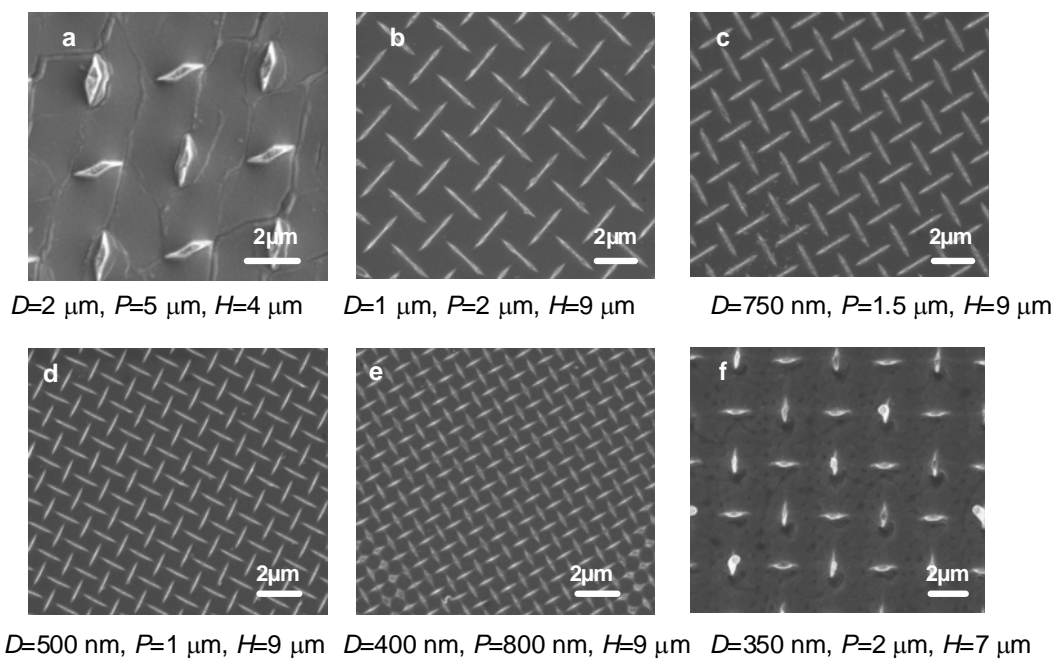 a
b
c
2μm
2μm
2μm
D=2 μm, P=5 μm, H=4 μm
D=1 μm, P=2 μm, H=9 μm
D=750 nm, P=1.5 μm, H=9 μm
d
e
f
2μm
2μm
2μm
D=500 nm, P=1 μm, H=9 μm
D=400 nm, P=800 nm, H=9 μm
D=350 nm, P=2 μm, H=7 μm